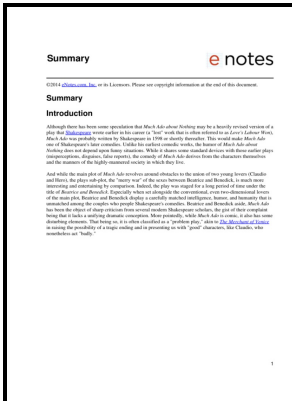 Summary
e notes
©2014 eNotes.com, Inc. or its Licensors. Please see copyright information at the end of this document.
Summary
Introduction
Although there has been some speculation that Much Ado about Nothing may be a heavily revised version of a
play that Shakespeare wrote earlier in his career (a "lost" work that is often referred to as Love's Labour Won),
Much Ado was probably written by Shakespeare in 1598 or shortly thereafter. This would make Much Ado
one of Shakespeare's later comedies. Unlike his earliest comedic works, the humor of Much Ado about
Nothing does not depend upon funny situations. While it shares some standard devices with those earlier plays
(misperceptions, disguises, false reports), the comedy of Much Ado derives from the characters themselves
and the manners of the highly-mannered society in which they live.
And while the main plot of Much Ado revolves around obstacles to the union of two young lovers (Claudio
and Hero), the plays sub-plot, the "merry war" of the sexes between Beatrice and Benedick, is much more
interesting and entertaining by comparison. Indeed, the play was staged for a long period of time under the
title of Beatrice and Benedick. Especially when set alongside the conventional, even two-dimensional lovers
of the main plot, Beatrice and Benedick display a carefully matched intelligence, humor, and humanity that is
unmatched among the couples who people Shakespeare's comedies. Beatrice and Benedick aside, Much Ado
has been the object of sharp criticism from several modern Shakespeare scholars, the gist of their complaint
being that it lacks a unifying dramatic conception. More pointedly, while Much Ado is comic, it also has some
disturbing elements. That being so, it is often classified as a "problem play," akin to The Merchant of Venice
in raising the possibility of a tragic ending and in presenting us with "good" characters, like Claudio, who
nonetheless act "badly."
1